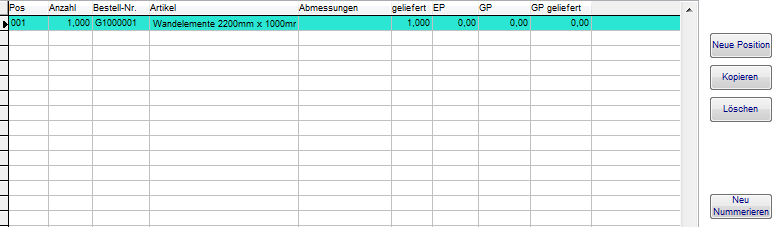 Pos Anzahl Bestell-Nr. Artikel Abmessungen geliefert EP GP GP geliefert
001 1,000 G1000001 Wandelemente 2200mm x 1000mr 1,000 0,00 0,00 0,00
Neue Position
Kopieren
Löschen
Neu
Nummerieren